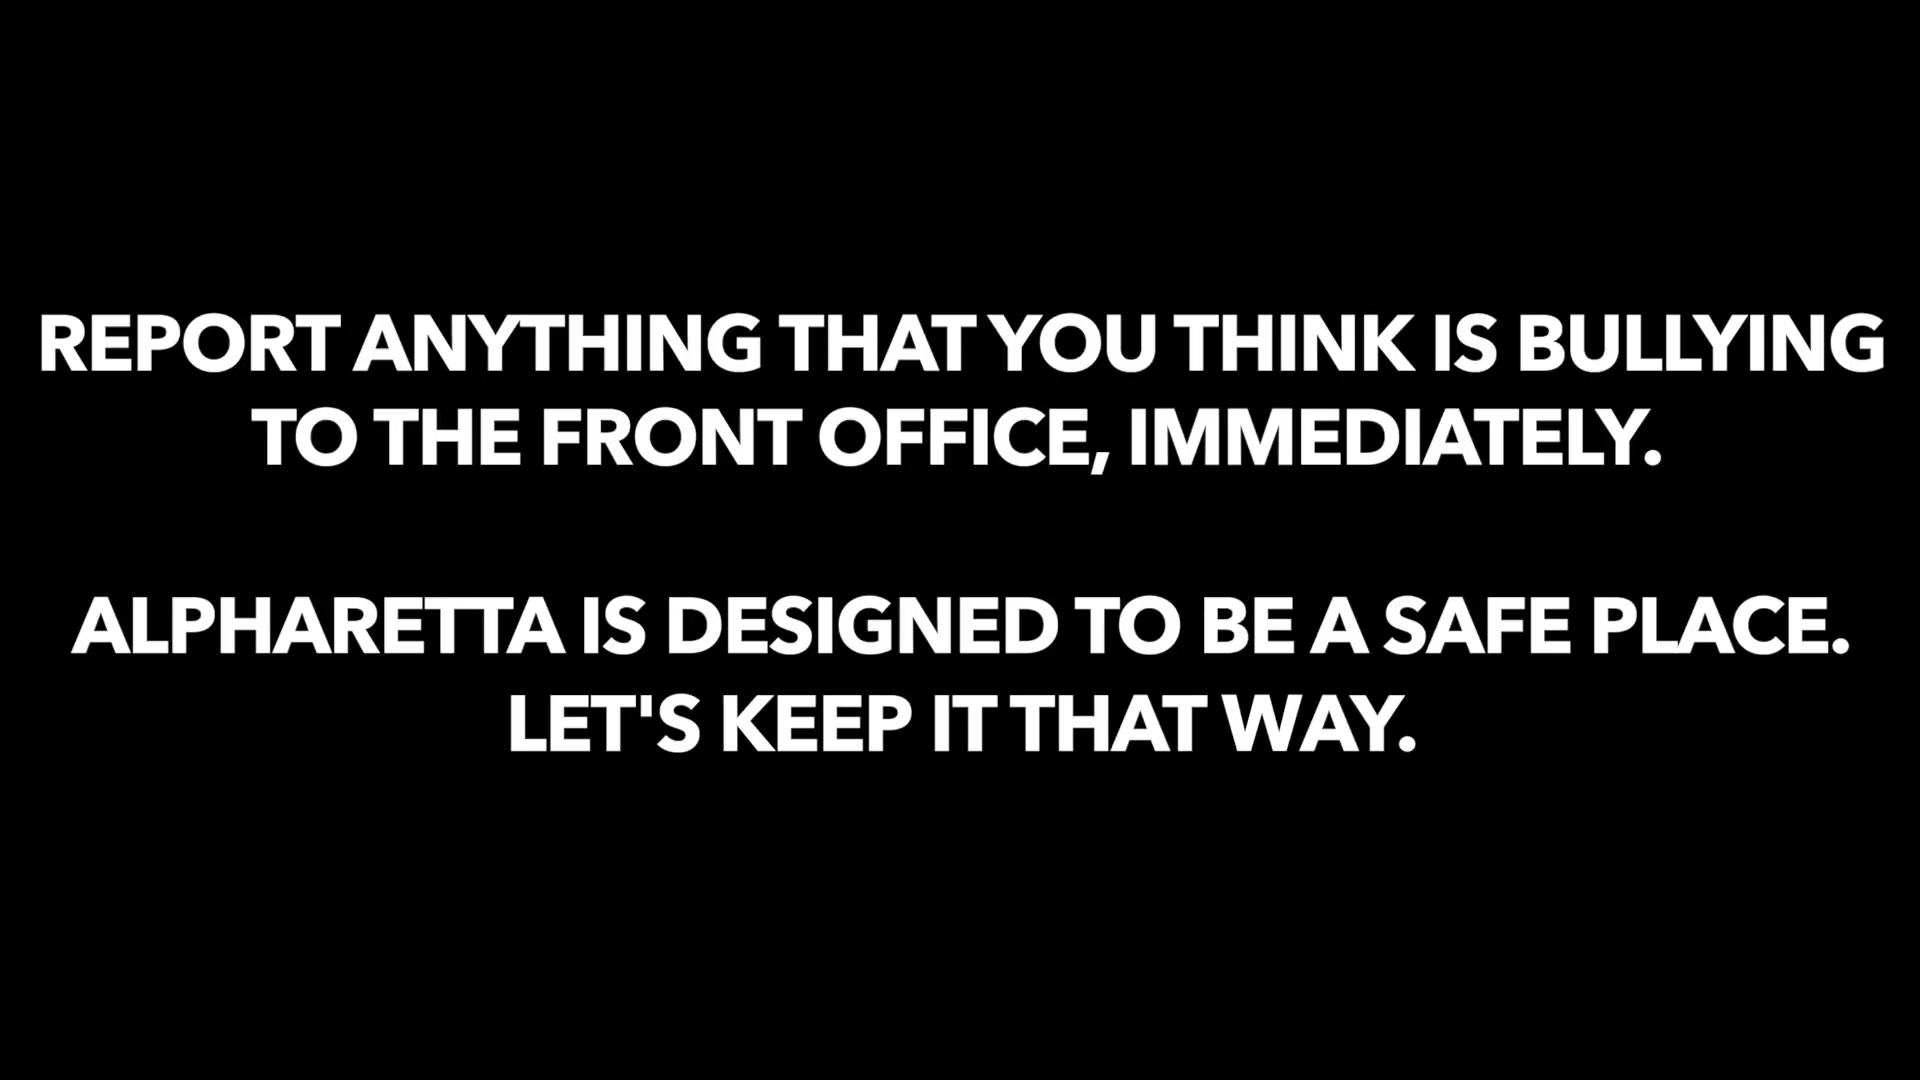 REPORT ANYTHING THAT YOU THINK IS BULLYING
TO THE FRONT OFFICE, IMMEDIATELY.
ALPHARETTA IS DESIGNED TO BE A SAFE PLACE.
LET'S KEEP IT THAT WAY.